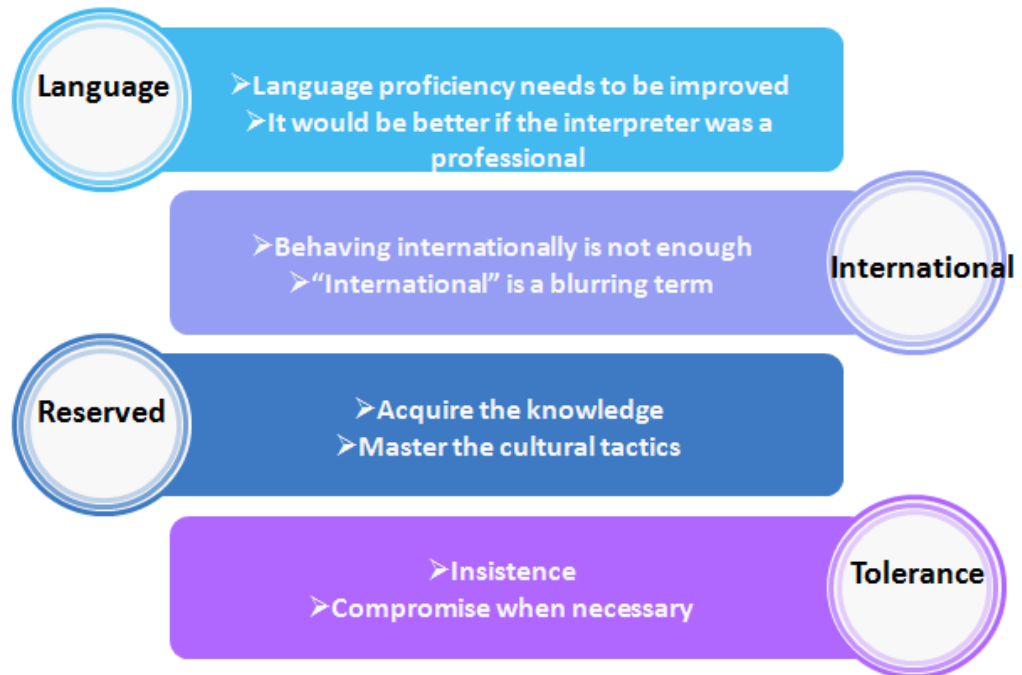 Language
➢Language proficiency needs to be improved
➢It would be better if the interpreter was a
professional
➢Behaving internationally is not enough
➢“International” is a blurring term
International
Reserved
➢Acquire the knowledge
➢Master the cultural tactics
➢Insistence
➢Compromise when necessary
Tolerance